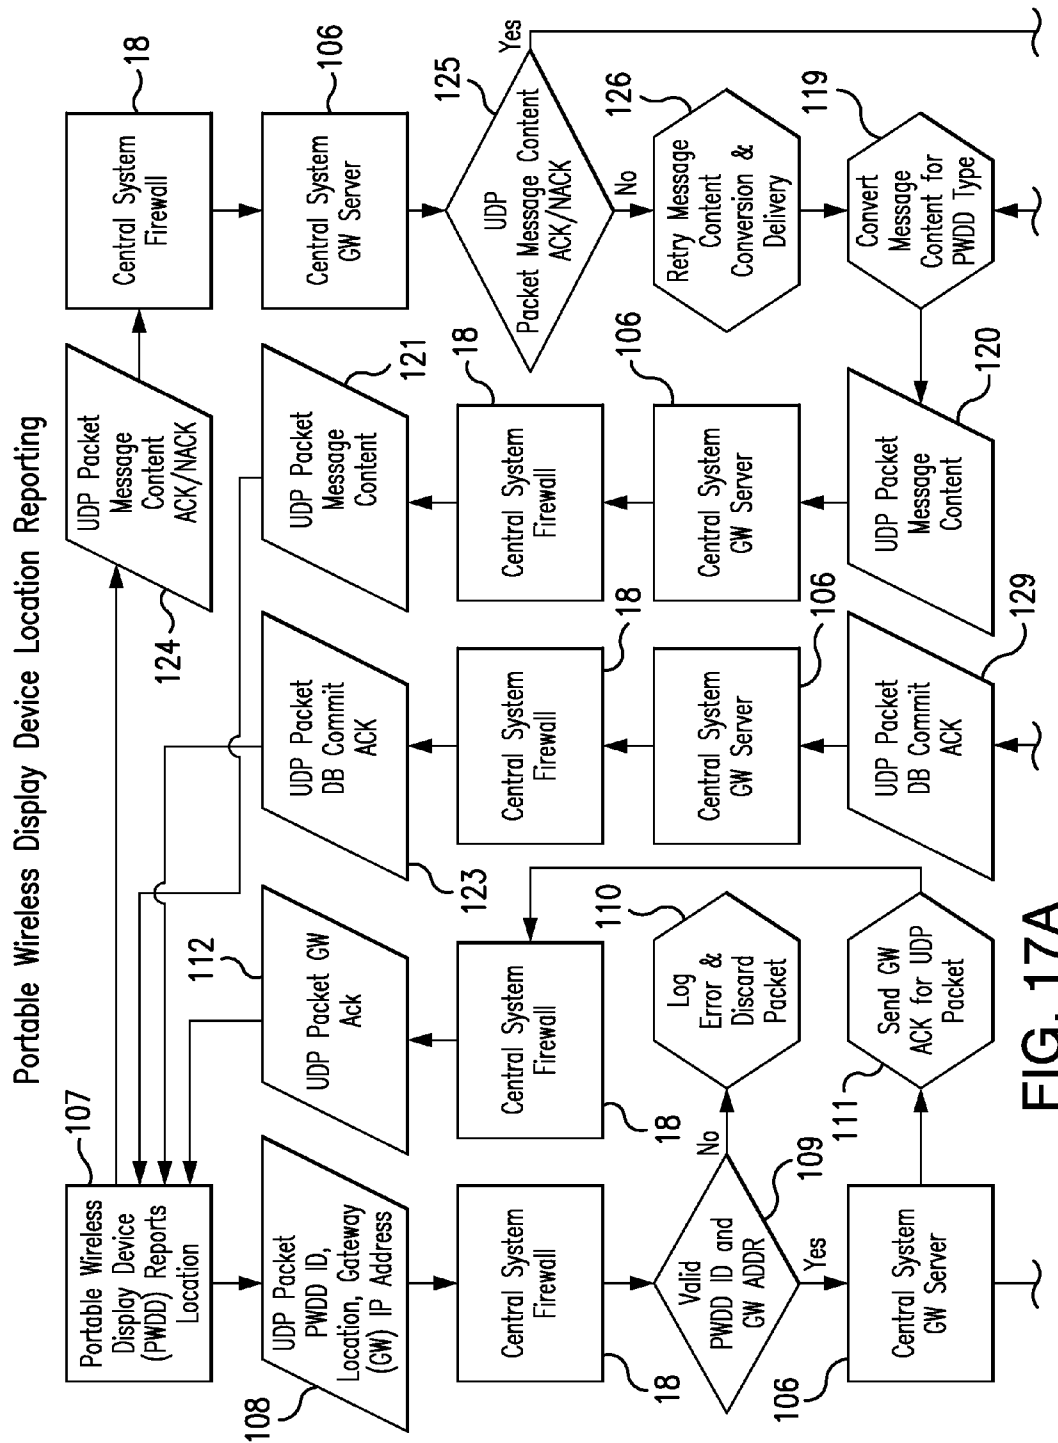 Portable Wireless Display Device Location Reporting
107
Portable Wireless
Display Device
(PWDD) Reports
Location
108
UDP Packet
PWDD ID,
Location, Gateway
(GW) IP Address)
Central System
Firewall
18
Valid
PWDD ID and
GW ADDR
109
No
Yes
Central System
GW Server
106
112
UDP Packet GW
Ack
Central System
Firewall
18
Log
Error &
Discard
Packet
110
Send GW
ACK for UDP
Packet
111
UDP Packet
DB Commit
ACK
123
Central System
Firewall
18
Central System
GW Server
106
UDP Packet
DB Commit
ACK
129
UDP Packet
Message
Content
ACK/NACK
124
UDP Packet
Message
Content
121
Central System
Firewall
18
Central System
GW Server
106
UDP Packet
Message
Content
120
Central System
Firewall
18
Central System
GW Server
106
UDP
Packet Message Content
ACK/NACK
125
Yes
No
Retry Message
Content
Conversion &
Delivery
126
Convert
Message
Content for
PWDD Type
119
FIG. 17A